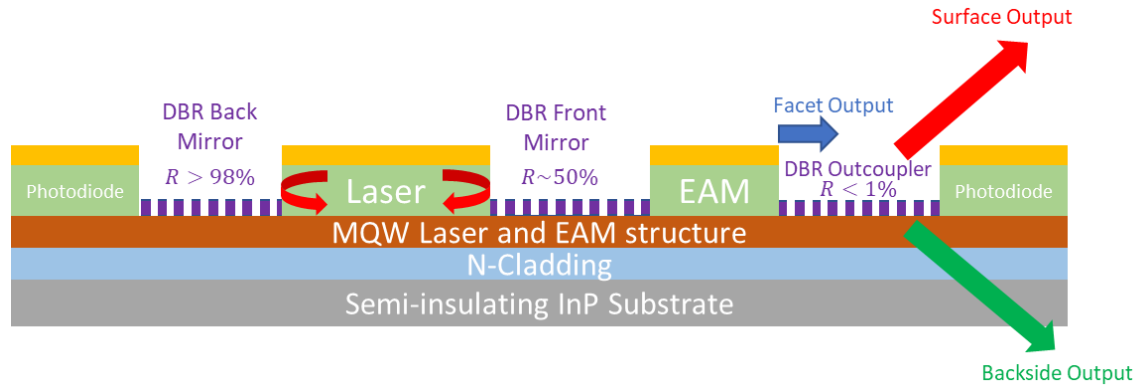 Surface Output
DBR Back
Mirror
R > 98%
DBR Front
Mirror
R~50%
Facet Output
DBR Outcoupler
R < 1%
Photodiode
Laser
EAM
Photodiode
MQW Laser and EAM structure
N-Cladding
Semi-insulating InP Substrate
Backside Output